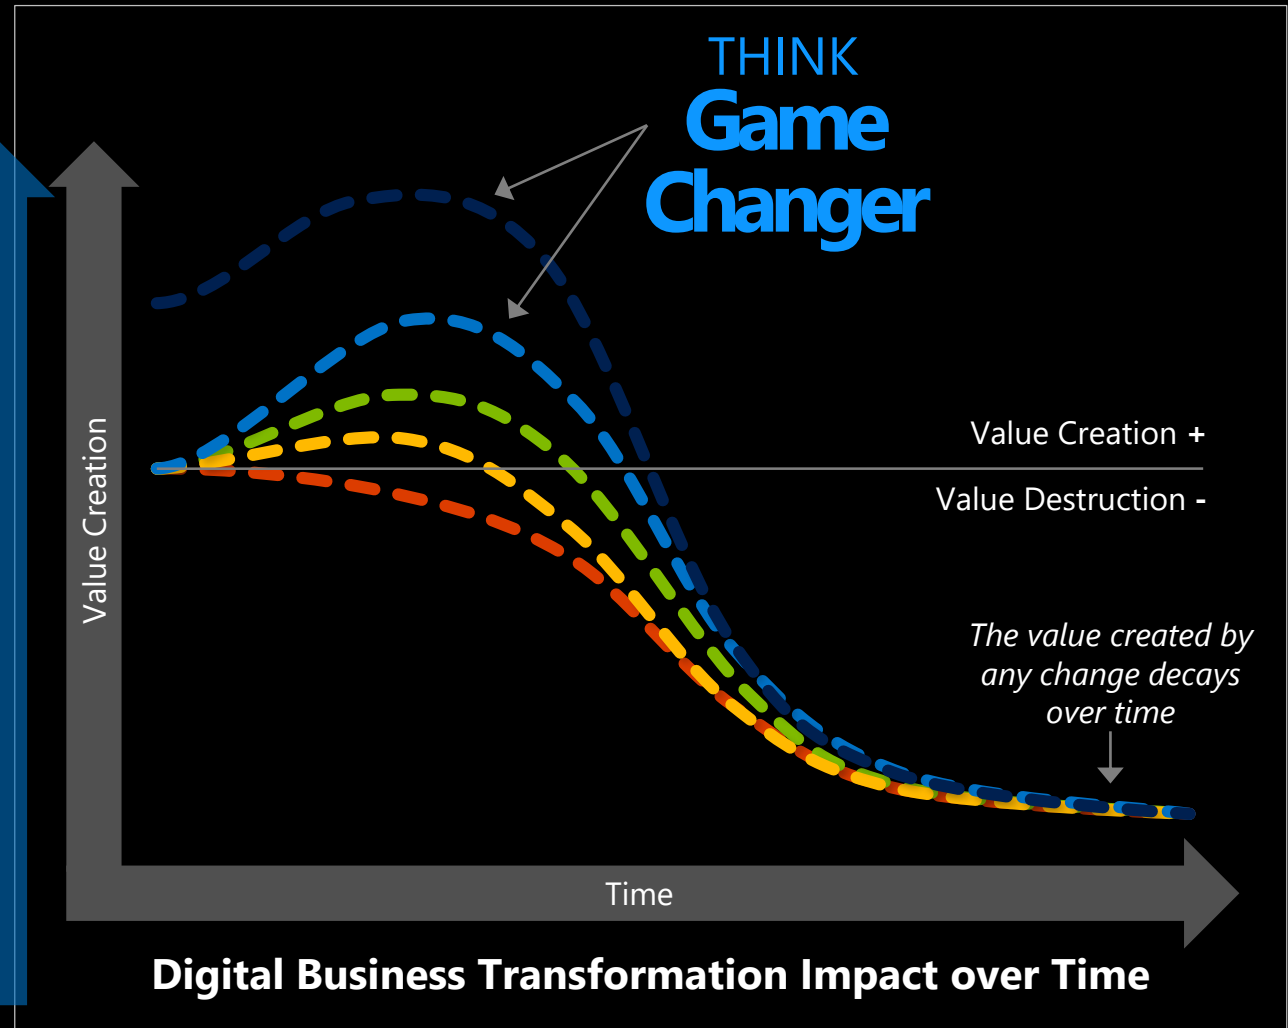 THINK
Game
Changer
Value Creation
Value Creation +
Value Destruction -
The value created by
any change decays
over time
Time
Digital Business Transformation Impact over Time